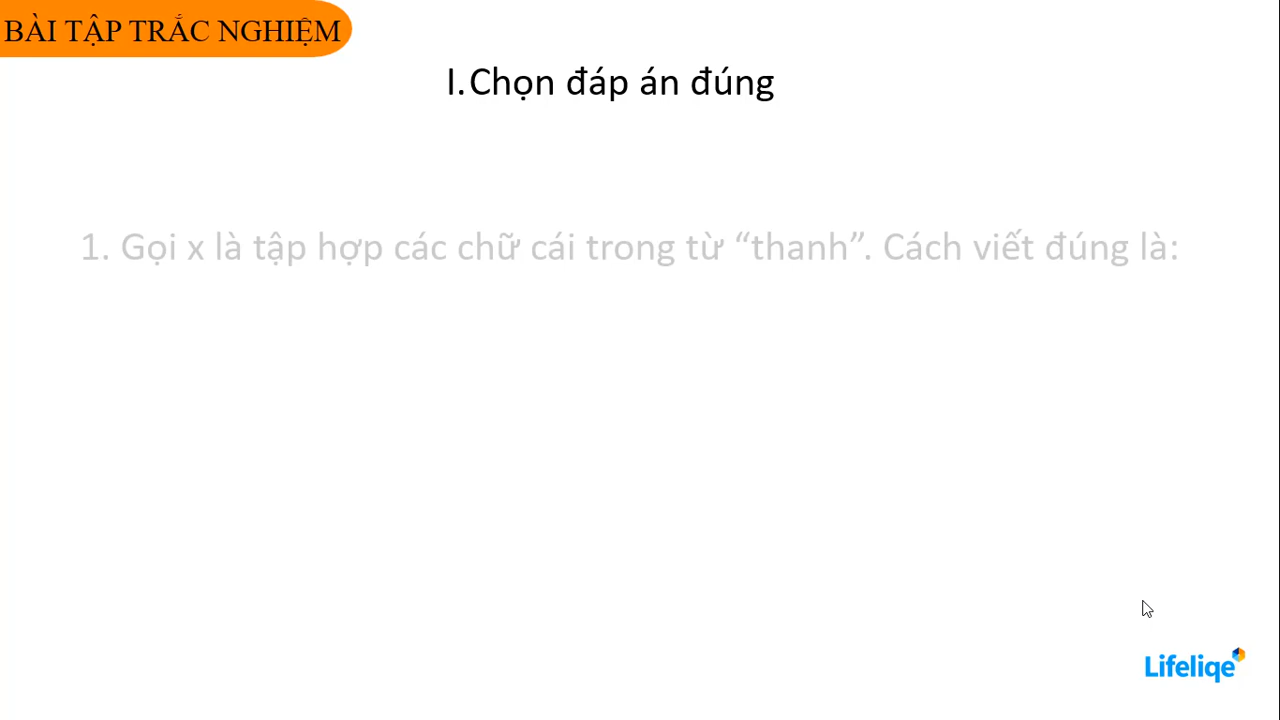 BÀI TẬP TRẮC NGHIỆM
I. Chọn đáp án đúng
1. Gọi x là tập hợp các chữ cái trong từ “thanh”. Cách viết đúng là:
Lifeliqe